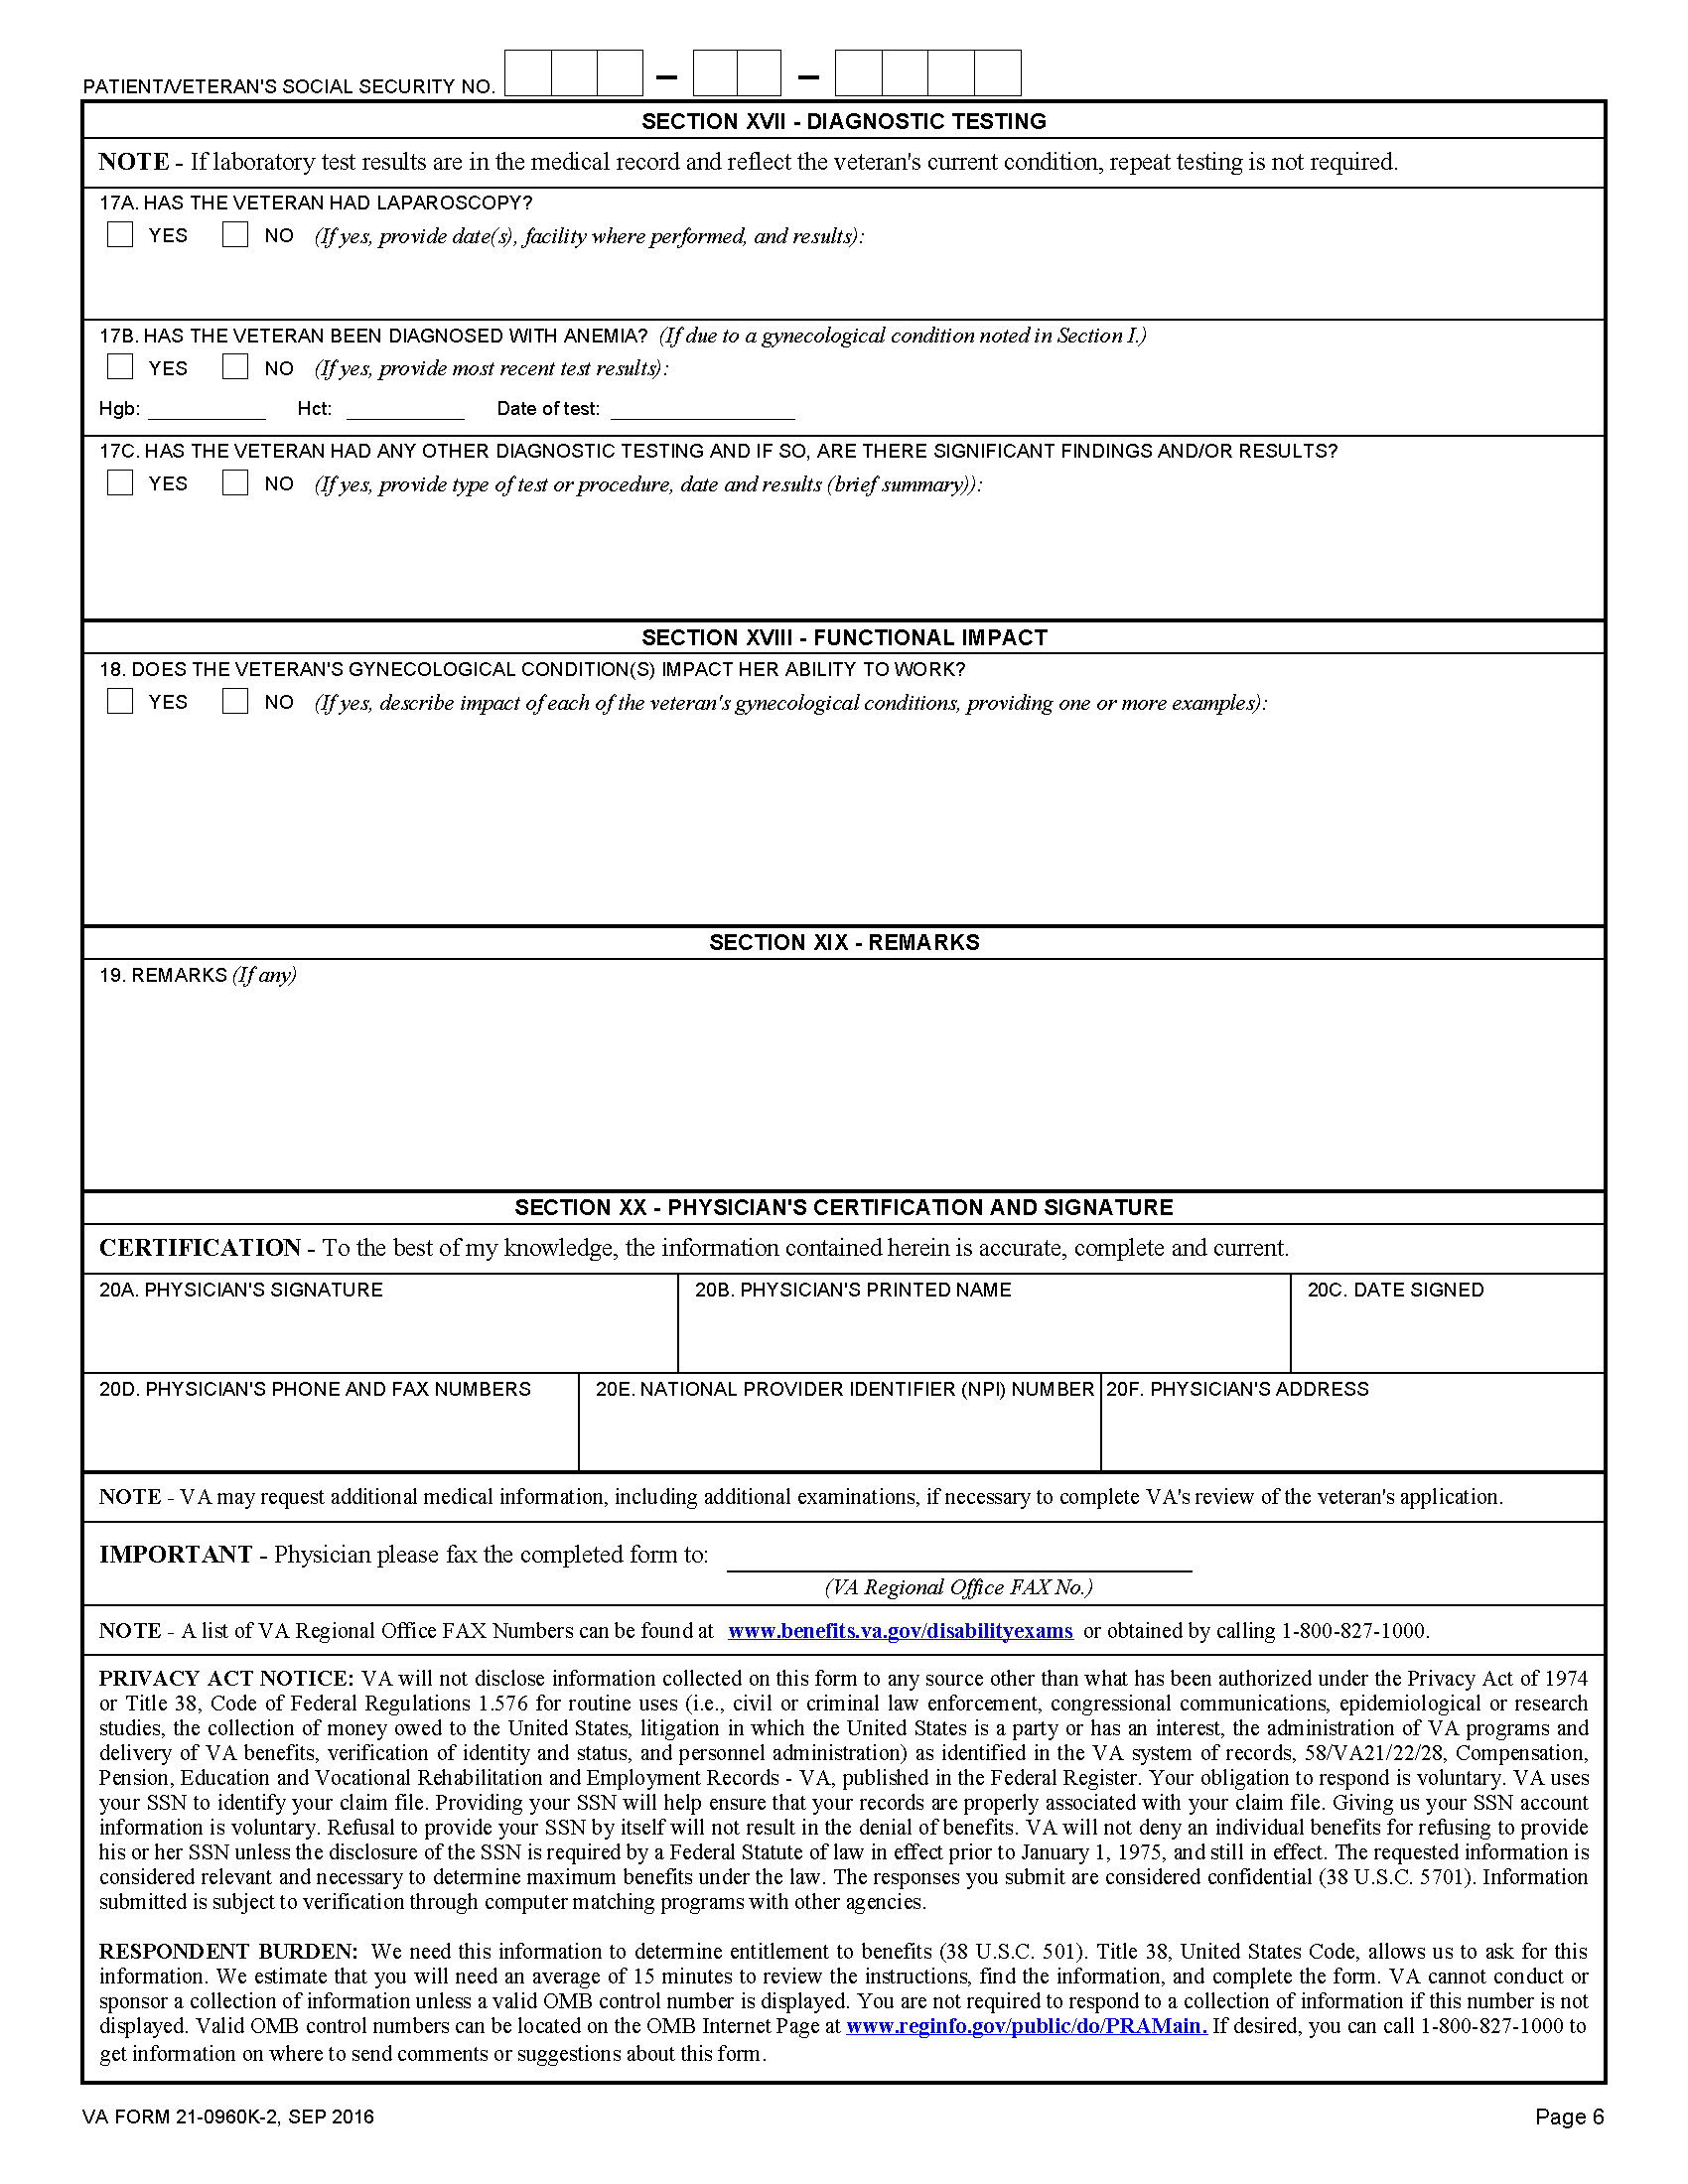 PATIENT/VETERAN'S SOCIAL SECURITY NO. – –
SECTION XVII - DIAGNOSTIC TESTING
NOTE - If laboratory test results are in the medical record and reflect the veteran's current condition, repeat testing is not required.
17A. HAS THE VETERAN HAD LAPAROSCOPY?
YES NO (If yes, provide date(s), facility where performed, and results):
17B. HAS THE VETERAN BEEN DIAGNOSED WITH ANEMIA? (If due to a gynecological condition noted in Section I.)
YES NO (If yes, provide most recent test results):
Hgb: Hct: Date of test:
17C. HAS THE VETERAN HAD ANY OTHER DIAGNOSTIC TESTING AND IF SO, ARE THERE SIGNIFICANT FINDINGS AND/OR RESULTS?
YES NO (If yes, provide type of test or procedure, date and results (brief summary)):
SECTION XVIII - FUNCTIONAL IMPACT
18. DOES THE VETERAN'S GYNECOLOGICAL CONDITION(S) IMPACT HER ABILITY TO WORK?
YES NO (If yes, describe impact of each of the veteran's gynecological conditions, providing one or more examples):
SECTION XIX - REMARKS
19. REMARKS (If any)
SECTION XX - PHYSICIAN'S CERTIFICATION AND SIGNATURE
CERTIFICATION - To the best of my knowledge, the information contained herein is accurate, complete and current.
20A. PHYSICIAN'S SIGNATURE 20B. PHYSICIAN'S PRINTED NAME 20C. DATE SIGNED
20D. PHYSICIAN'S PHONE AND FAX NUMBERS 20E. NATIONAL PROVIDER IDENTIFIER (NPI) NUMBER 20F. PHYSICIAN'S ADDRESS
NOTE - VA may request additional medical information, including additional examinations, if necessary to complete VA's review of the veteran's application.
IMPORTANT - Physician please fax the completed form to:
(VA Regional Office FAX No.)
NOTE - A list of VA Regional Office FAX Numbers can be found at www.benefits.va.gov/disabilityexams or obtained by calling 1-800-827-1000.
PRIVACY ACT NOTICE: VA will not disclose information collected on this form to any source other than what has been authorized under the Privacy Act of 1974
or Title 38, Code of Federal Regulations 1.576 for routine uses (i.e., civil or criminal law enforcement, congressional communications, epidemiological or research
studies, the collection of money owed to the United States, litigation in which the United States is a party or has an interest, the administration of VA programs and
delivery of VA benefits, verification of identity and status, and personnel administration) as identified in the VA system of records, 58/VA21/22/28, Compensation,
Pension, Education and Vocational Rehabilitation and Employment Records - VA, published in the Federal Register. Your obligation to respond is voluntary. VA uses
your SSN to identify your claim file. Providing your SSN will help ensure that your records are properly associated with your claim file. Giving us your SSN account
information is voluntary. Refusal to provide your SSN by itself will not result in the denial of benefits. VA will not deny an individual benefits for refusing to provide
his or her SSN unless the disclosure of the SSN is required by a Federal Statute of law in effect prior to January 1, 1975, and still in effect. The requested information is
considered relevant and necessary to determine maximum benefits under the law. The responses you submit are considered confidential (38 U.S.C. 5701). Information
submitted is subject to verification through computer matching programs with other agencies.
RESPONDENT BURDEN: We need this information to determine entitlement to benefits (38 U.S.C. 501). Title 38, United States Code, allows us to ask for this
information. We estimate that you will need an average of 15 minutes to review the instructions, find the information, and complete the form. VA cannot conduct or
sponsor a collection of information unless a valid OMB control number is displayed. You are not required to respond to a collection of information if this number is not
displayed. Valid OMB control numbers can be located on the OMB Internet Page at www.reginfo.gov/public/do/PRAMain. If desired, you can call 1-800-827-1000 to
get information on where to send comments or suggestions about this form.
VA FORM 21-0960K-2, SEP 2016 Page 6